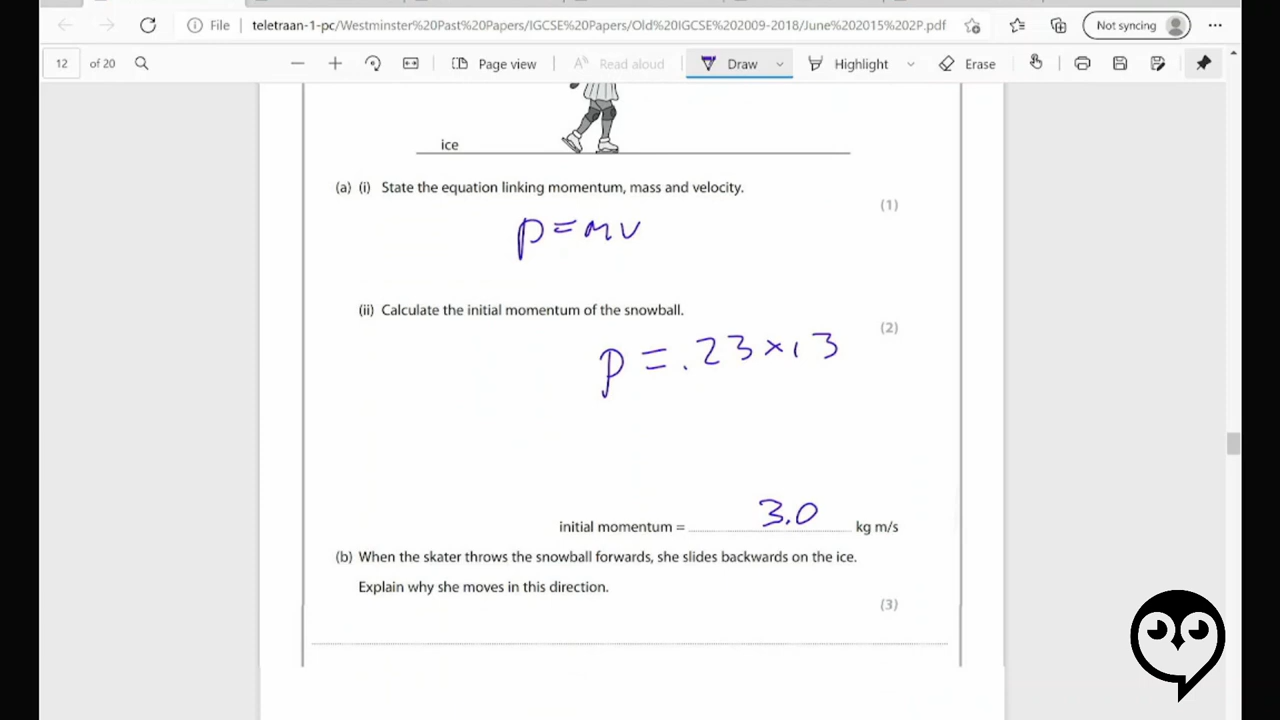 File
teletraan-1-pc/Westminster%20Past%20Papers/IGCSE%20Papers/Old%20IGCSE%202009-2018/June%202015%202P.pdf
Not syncing
12 of 20
Page view
Read aloud
Draw
Highlight
Erase
ice
(a) (i) State the equation linking momentum, mass and velocity.
(1)
p = mv
(ii) Calculate the initial momentum of the snowball.
(2)
p = .23 × 13
3.0
initial momentum = kg m/s
(b) When the skater throws the snowball forwards, she slides backwards on the ice.
Explain why she moves in this direction.
(3)